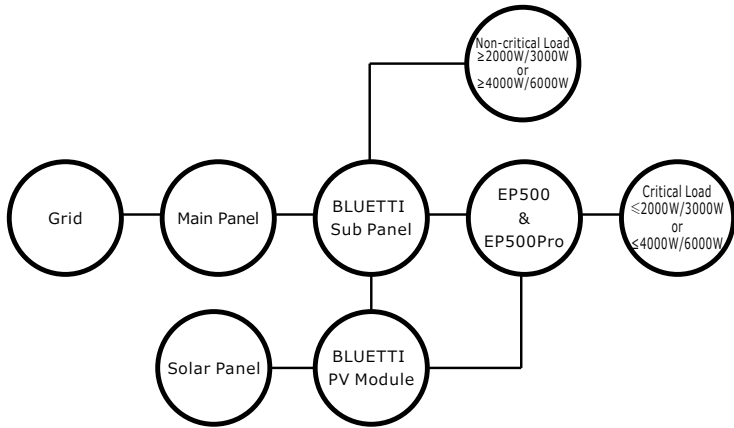 Non-critical Load
≥2000W/3000W
or
≥4000W/6000W
Grid
Main Panel
BLUETTI
Sub Panel
EP500
&
EP500Pro
Critical Load
≤2000W/3000W
or
≤4000W/6000W
Solar Panel
BLUETTI
PV Module